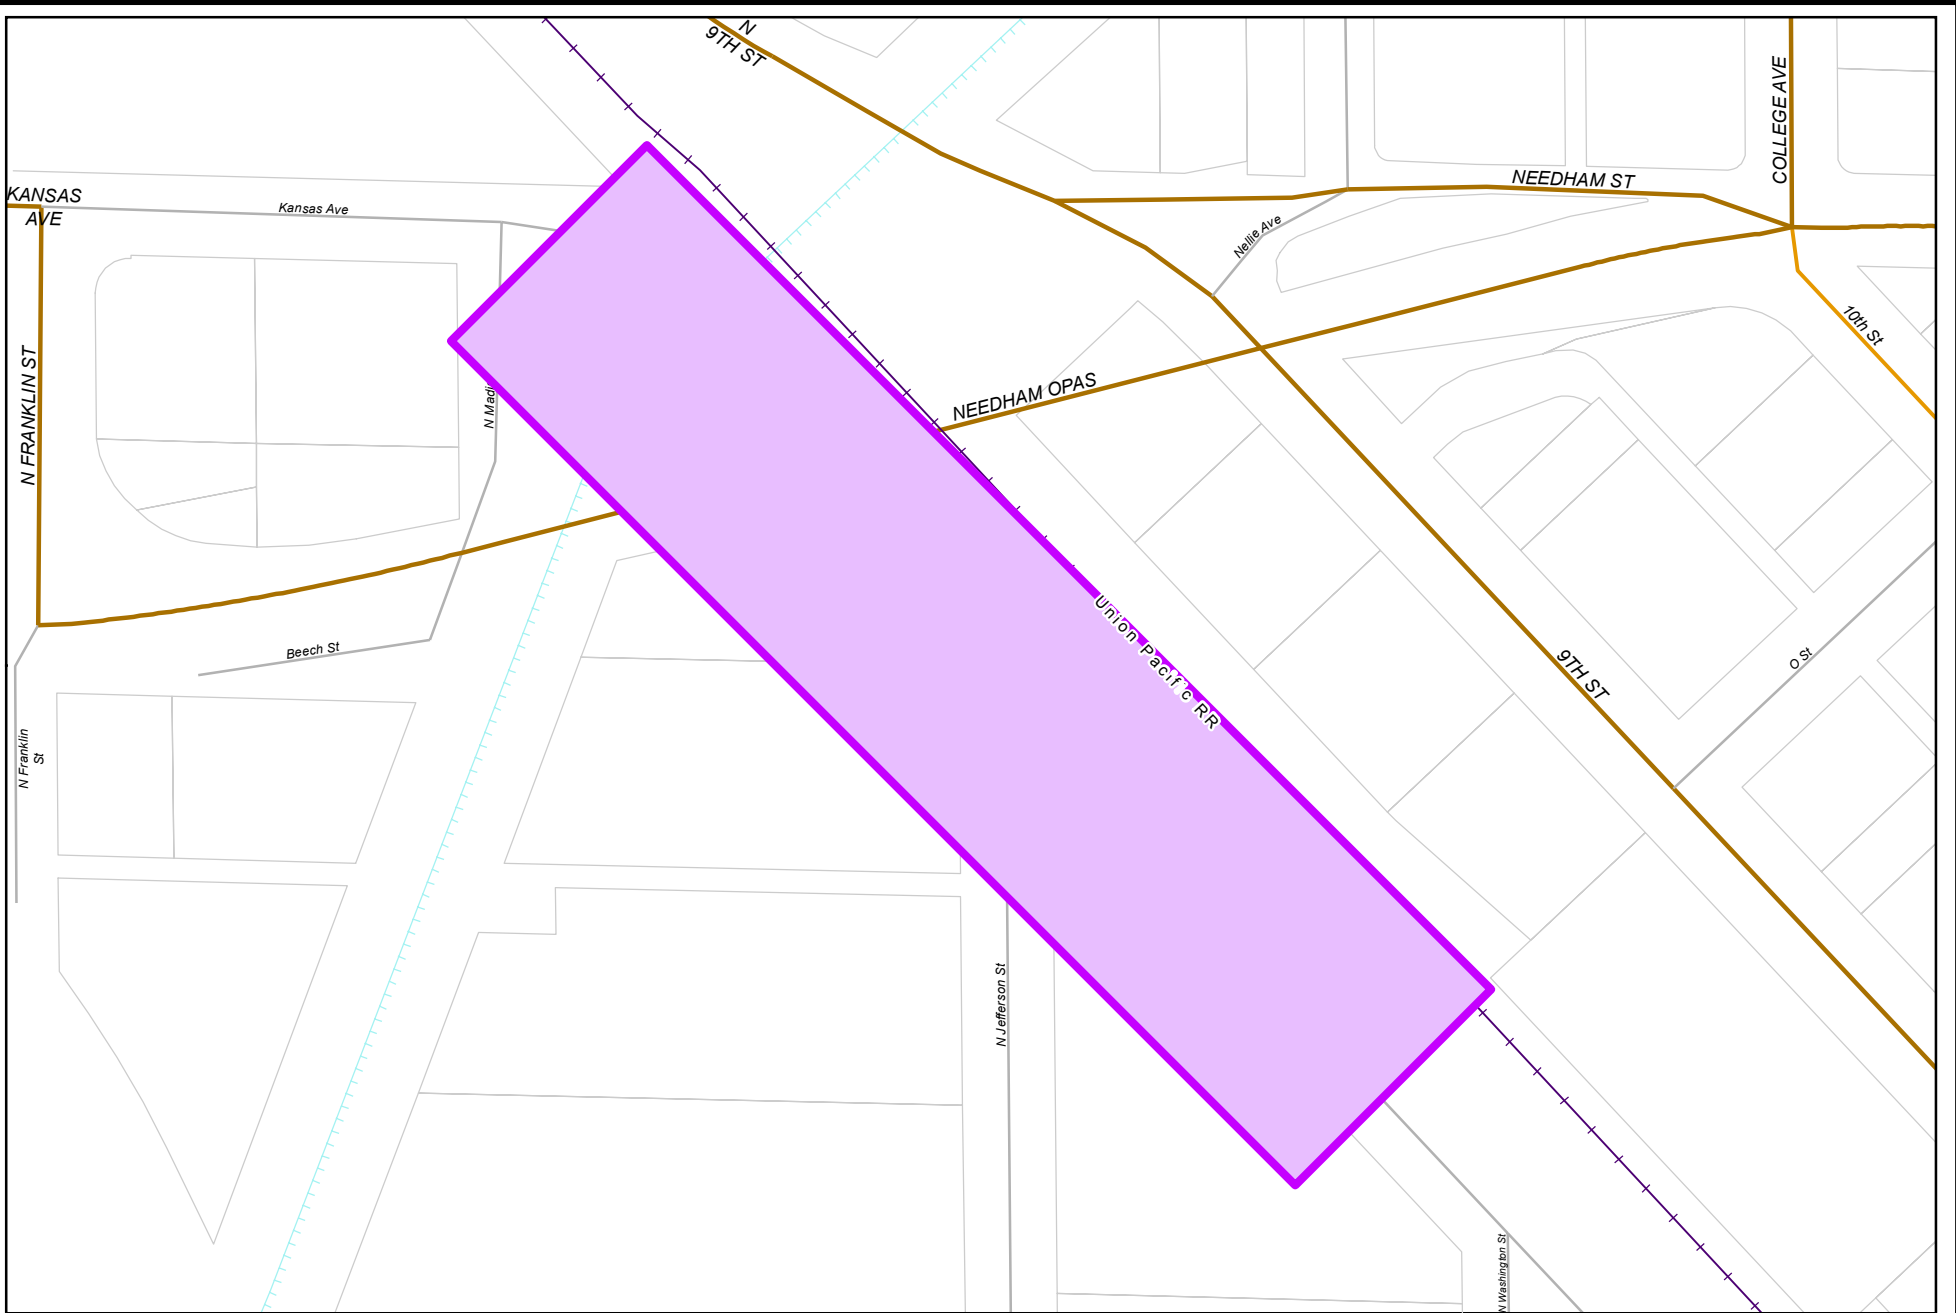 N
9TH ST
COLLEGE AVE
NEEDHAM ST
KANSAS
AVE
Kansas Ave
Nellie Ave
10th St
N FRANKLIN ST
NEEDHAM OPAS
Union Pacific RR
Beech St
9TH ST
O St
N Franklin
St
N Jefferson St
N Washington St